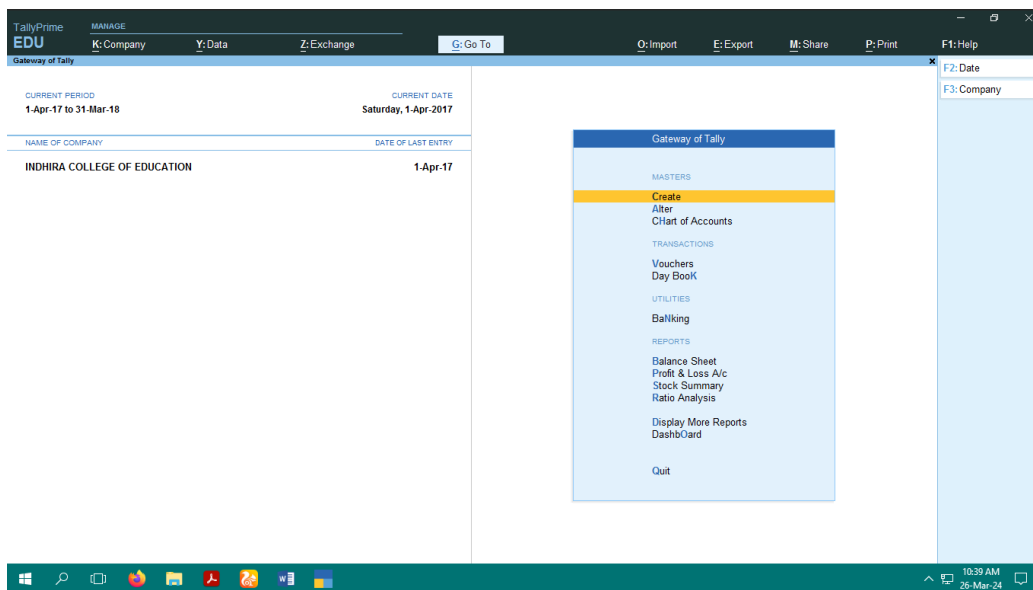 TallyPrime
EDU
MANAGE
K: Company Y: Data Z: Exchange G: Go To O: Import E: Export M: Share P: Print F1: Help
Gateway of Tally x
F2: Date
F3: Company
CURRENT PERIOD CURRENT DATE
1-Apr-17 to 31-Mar-18 Saturday, 1-Apr-2017
NAME OF COMPANY DATE OF LAST ENTRY
INDHIRA COLLEGE OF EDUCATION 1-Apr-17
Gateway of Tally
MASTERS
Create
Alter
CHart of Accounts
TRANSACTIONS
Vouchers
Day BooK
UTILITIES
BaNking
REPORTS
Balance Sheet
Profit & Loss A/c
Stock Summary
Ratio Analysis
Display More Reports
DashbOard
Quit
10:39 AM
26-Mar-24